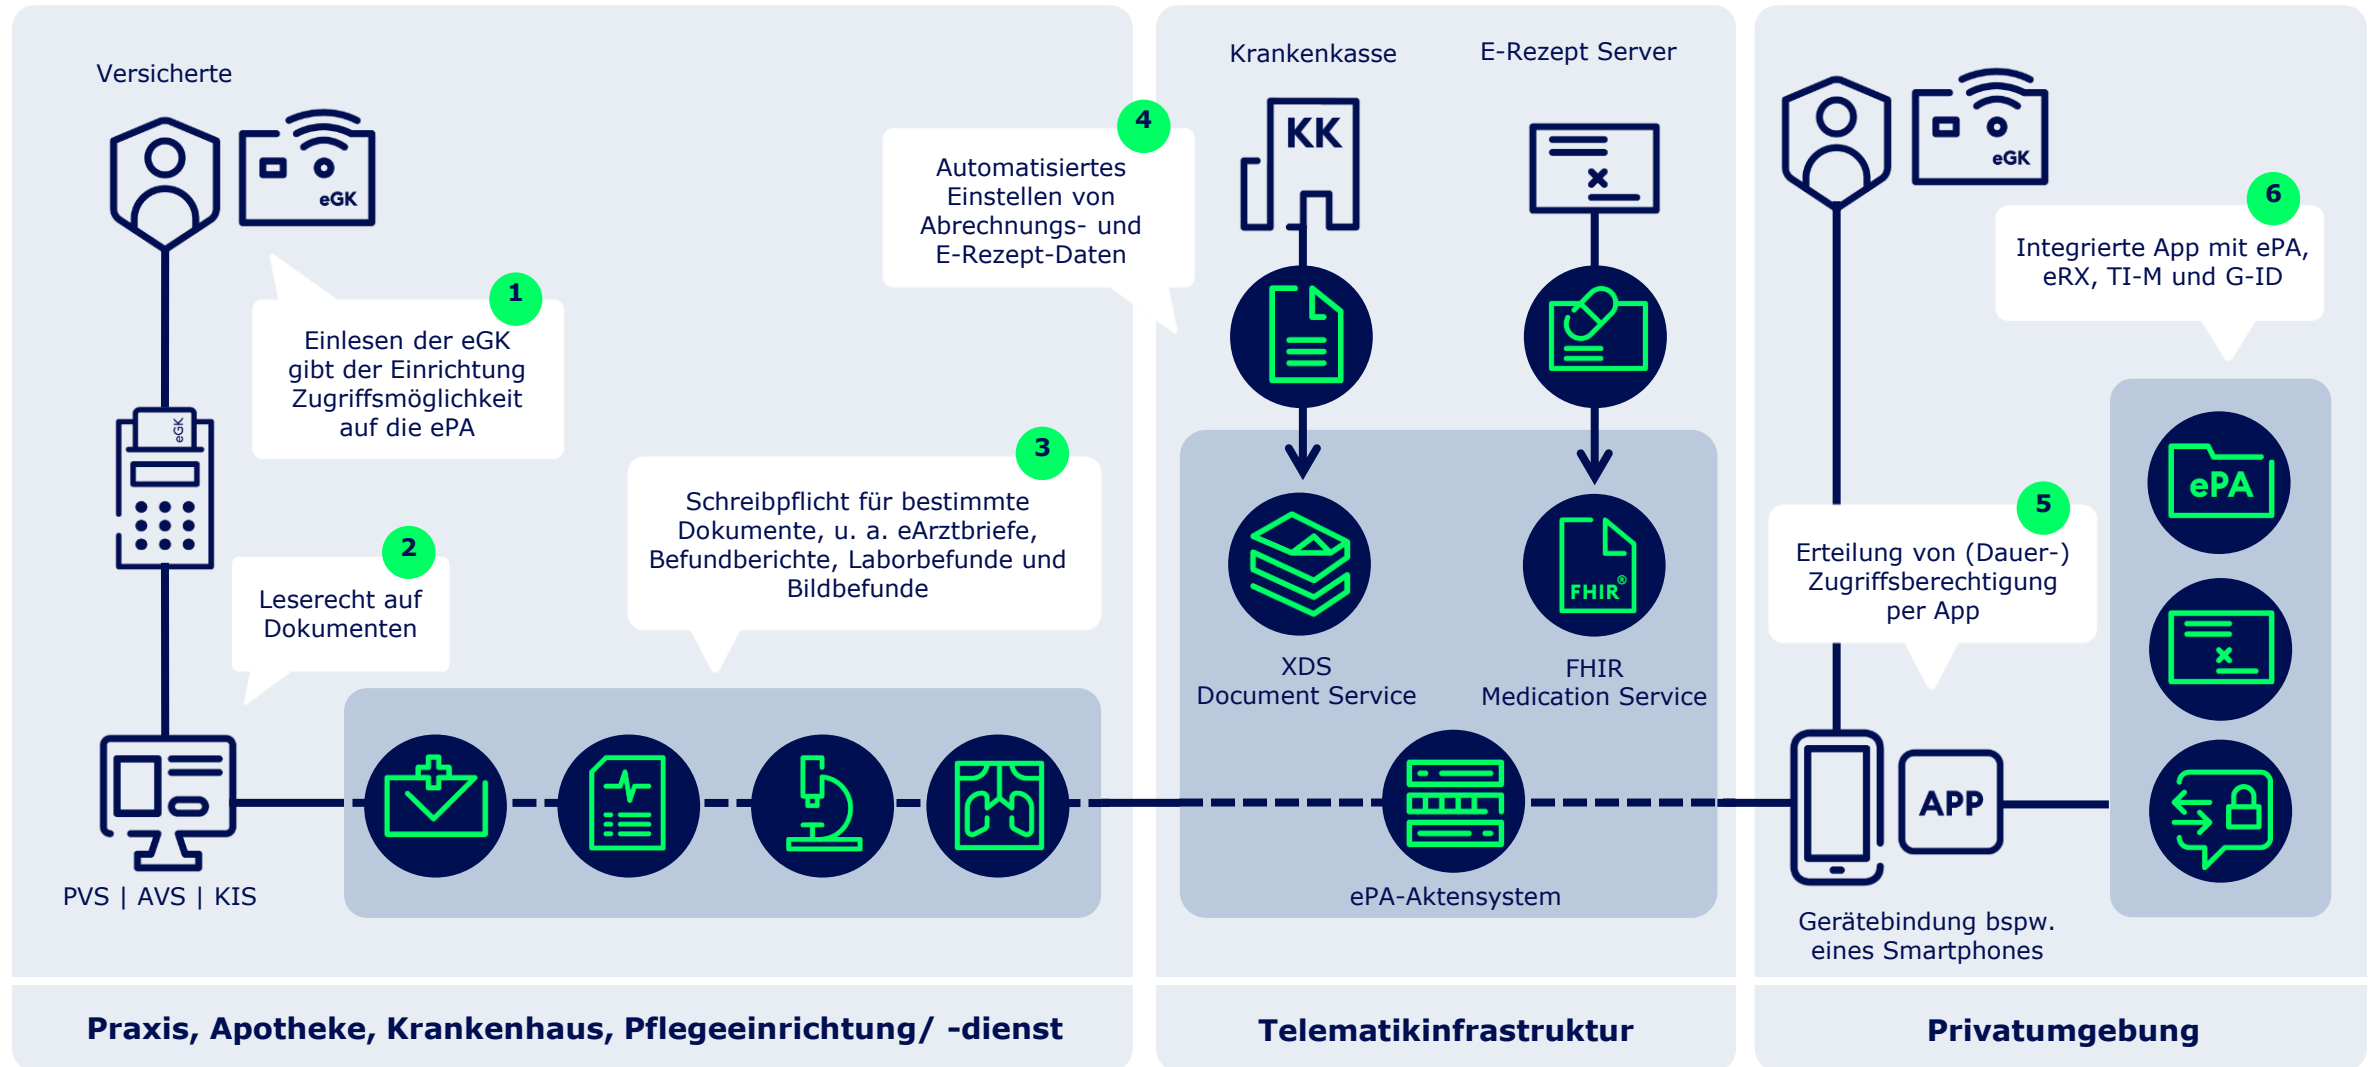 Versicherte
eGK
1
Einlesen der eGK
gibt der Einrichtung
Zugriffsmöglichkeit
auf die ePA
eGK
2
Leserecht auf
Dokumenten
3
Schreibpflicht für bestimmte
Dokumente, u. a. eArztbriefe,
Befundberichte, Laborbefunde und
Bildbefunde
PVS | AVS | KIS
Praxis, Apotheke, Krankenhaus, Pflegeeinrichtung/ -dienst
4
Automatisiertes
Einstellen von
Abrechnungs- und
E-Rezept-Daten
Krankenkasse
KK
E-Rezept Server
XDS
Document Service
FHIR®
FHIR
Medication Service
ePA-Aktensystem
Telematikinfrastruktur
eGK
6
Integrierte App mit ePA,
eRX, TI-M und G-ID
ePA
5
Erteilung von (Dauer-)
Zugriffsberechtigung
per App
APP
Gerätebindung bspw.
eines Smartphones
Privatumgebung